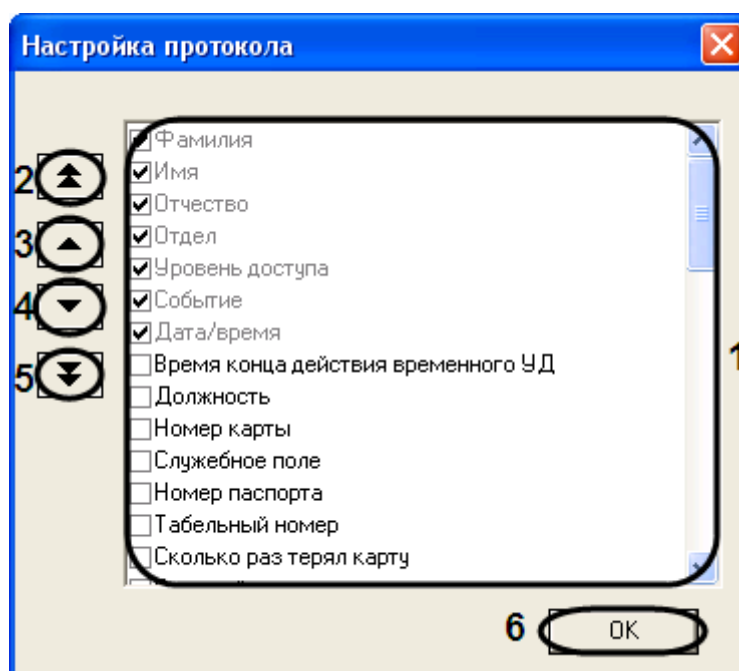 Настройка протокола
Фамилия
2 Имя
Отчество
3 Отдел
Уровень доступа
4 Событие
Дата/время
Время конца действия временного УД 1
5 Должность
Номер карты
Служебное поле
Номер паспорта
Табельный номер
Сколько раз терял карту
6 OK